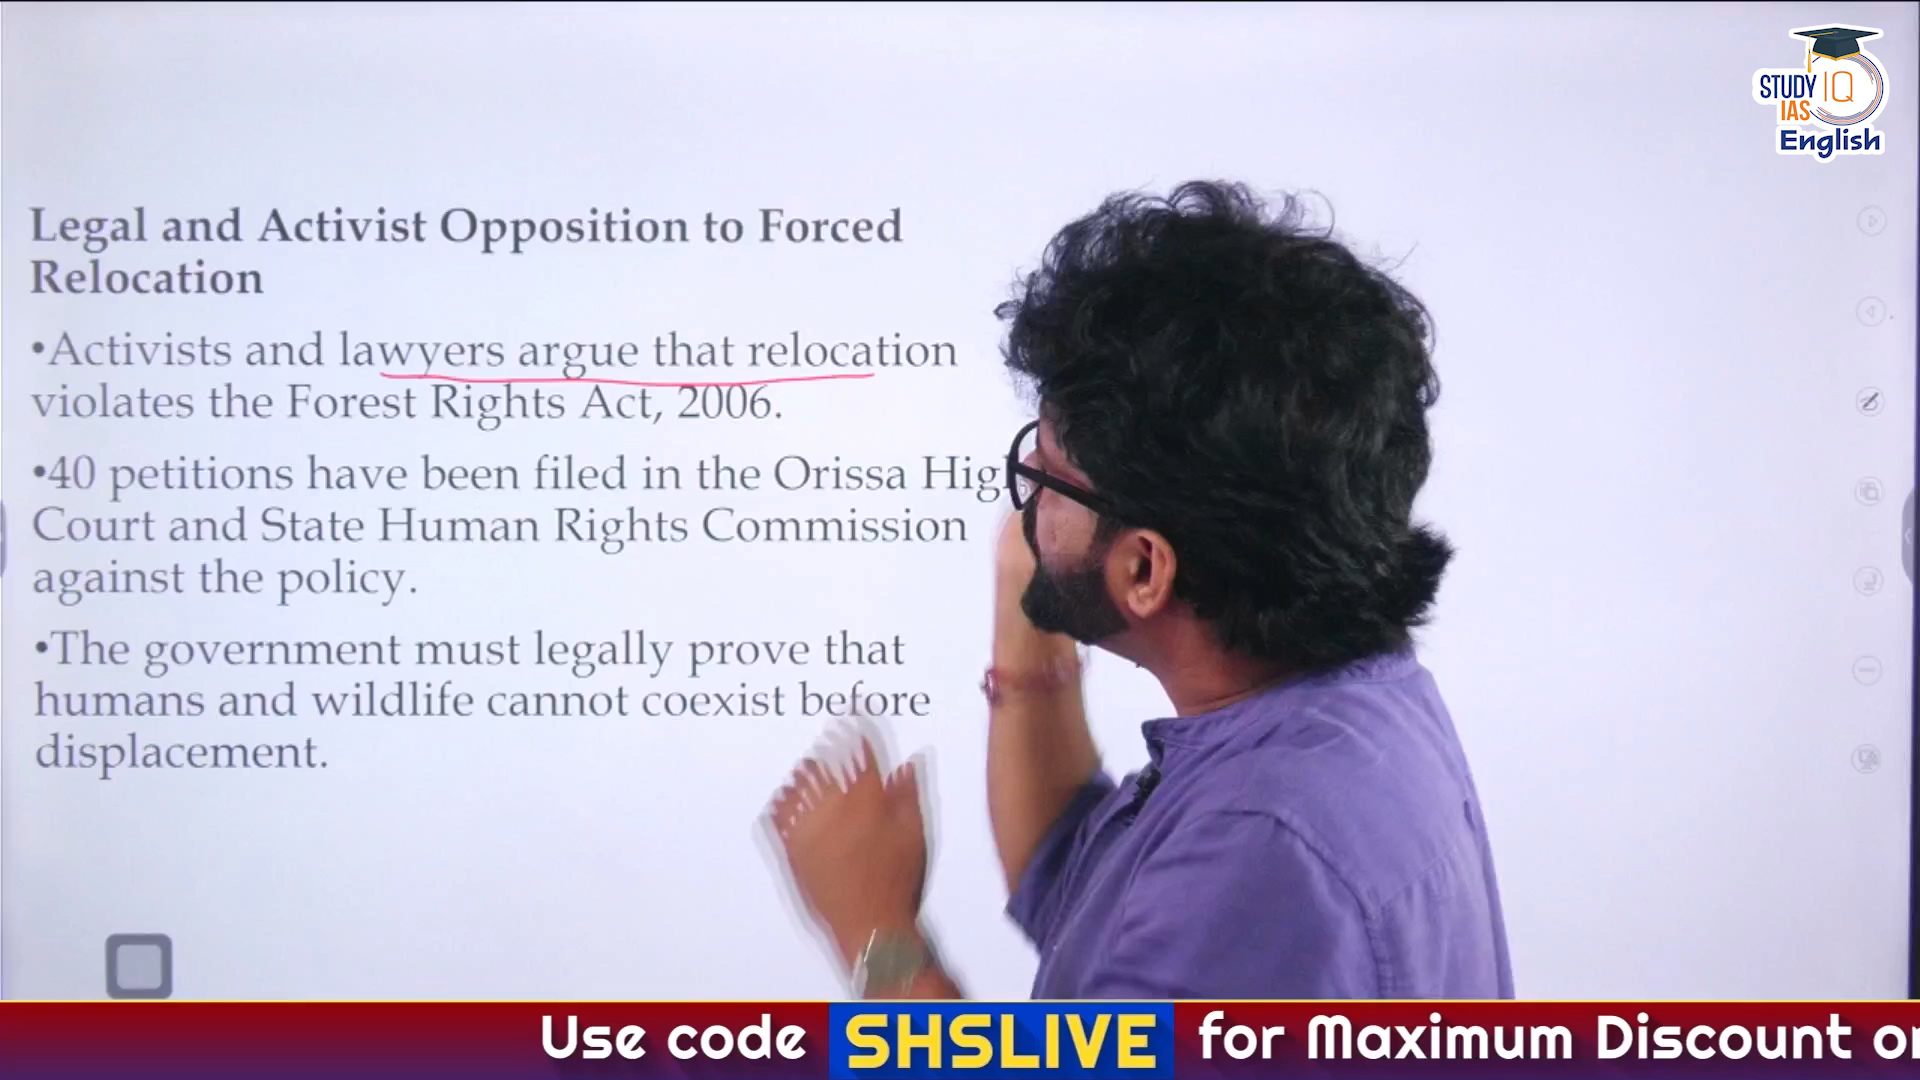 STUDY IQ
IAS
English
Legal and Activist Opposition to Forced
Relocation
•Activists and lawyers argue that relocation
violates the Forest Rights Act, 2006.
•40 petitions have been filed in the Orissa High
Court and State Human Rights Commission
against the policy.
•The government must legally prove that
humans and wildlife cannot coexist before
displacement.
Use code SHSLIVE for Maximum Discount on